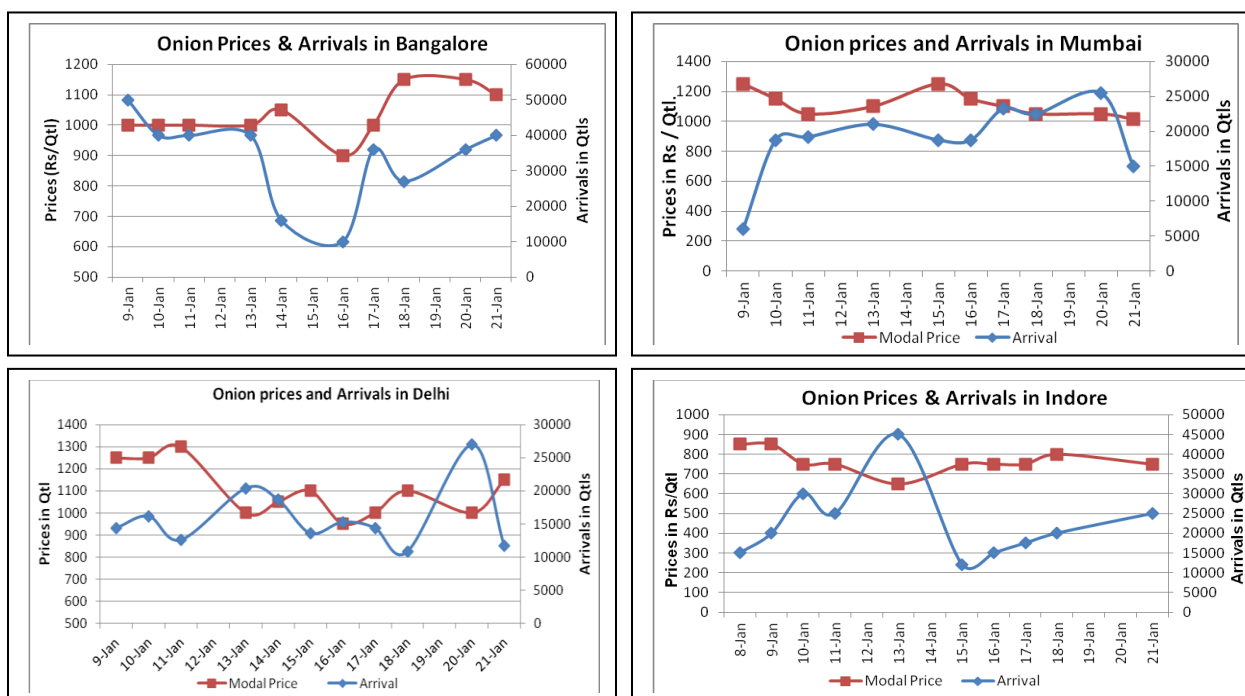 Onion Prices & Arrivals in Bangalore
Prices (Rs/Qtl)
1200
1100
1000
900
800
700
600
500
60000
50000
40000
30000
20000
10000
0
Arrivals in Qtls
9-Jan
10-Jan
11-Jan
12-Jan
13-Jan
14-Jan
15-Jan
16-Jan
17-Jan
18-Jan
19-Jan
20-Jan
21-Jan
Onion prices and Arrivals in Mumbai
Prices in Rs / Qtl.
1400
1200
1000
800
600
400
200
0
30000
25000
20000
15000
10000
5000
0
Arrivals in Qtls
9-Jan
10-Jan
11-Jan
12-Jan
13-Jan
14-Jan
15-Jan
16-Jan
17-Jan
18-Jan
19-Jan
20-Jan
21-Jan
Modal Price
Arrival
Onion prices and Arrivals in Delhi
Prices in Qtl
1400
1300
1200
1100
1000
900
800
700
600
500
30000
25000
20000
15000
10000
5000
0
Arrivals in Qtls
9-Jan
10-Jan
11-Jan
12-Jan
13-Jan
14-Jan
15-Jan
16-Jan
17-Jan
18-Jan
19-Jan
20-Jan
21-Jan
Modal Price
Arrival
Onion Prices & Arrivals in Indore
Prices in Rs/Qtl
1000
900
800
700
600
500
400
300
200
100
0
50000
45000
40000
35000
30000
25000
20000
15000
10000
5000
0
Arrivals in Qtls
8-Jan
9-Jan
10-Jan
11-Jan
12-Jan
13-Jan
14-Jan
15-Jan
16-Jan
17-Jan
18-Jan
19-Jan
20-Jan
21-Jan
Modal Price
Arrival